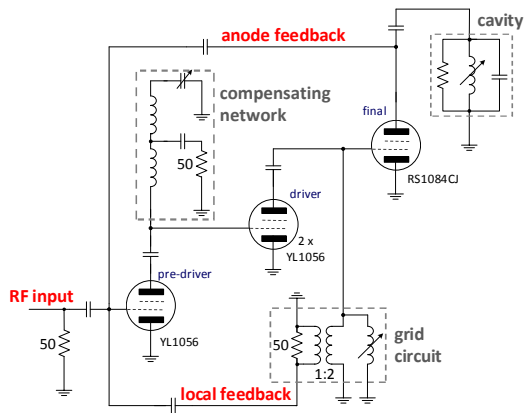 anode feedback
cavity
compensating
network
final
50
driver
RS1084CJ
2 x
YL1056
pre-driver
RF input
YL1056
50
50
grid
circuit
1:2
local feedback